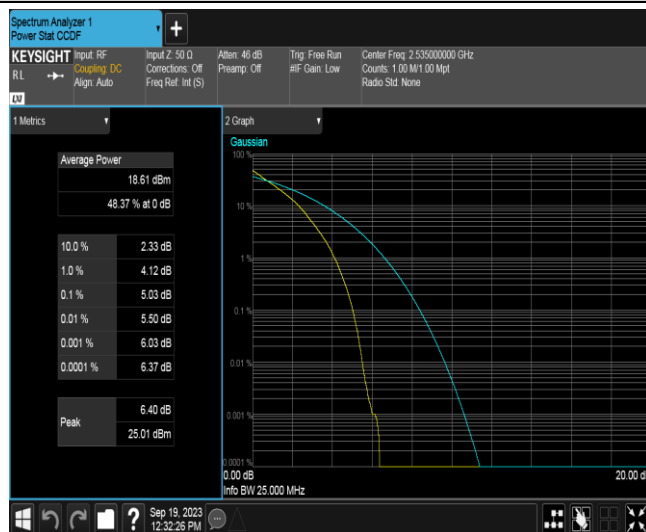 Spectrum Analyzer 1
Power Stat CCDF
+
KEYSIGHT
RL
LXI
Input: RF
Coupling: DC
Align: Auto
Input Z: 50 Ω
Corrections: Off
Freq Ref: Int (S)
Atten: 46 dB
Preamp: Off
Trig: Free Run
#IF Gain: Low
Center Freq: 2.535000000 GHz
Counts: 1.00 M/1.00 Mpt
Radio Std: None
1 Metrics
Average Power
18.61 dBm
48.37 % at 0 dB
10.0 % 2.33 dB
1.0 % 4.12 dB
0.1 % 5.03 dB
0.01 % 5.50 dB
0.001 % 6.03 dB
0.0001 % 6.37 dB
Peak
6.40 dB
25.01 dBm
2 Graph
Gaussian
100 %
10 %
1 %
0.1 %
0.01 %
0.001 %
0.0001 %
0.00 dB
20.00 d
Info BW 25.000 MHz
?
Sep 19, 2023
12:32:26 PM